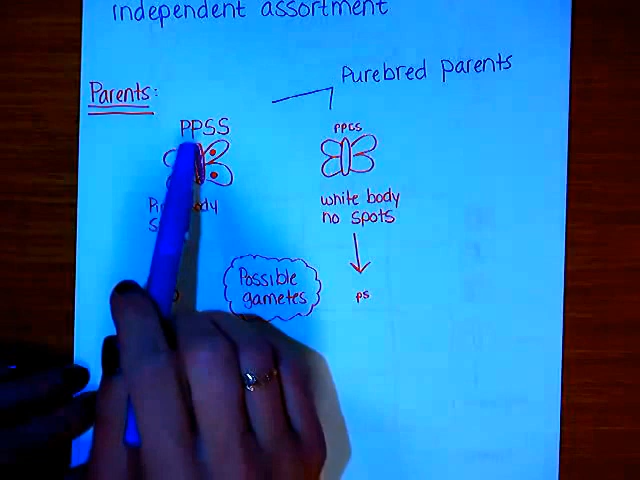 independent assortment
Purebred parents
Parents:
PPSS
ppss
white body
no spots
Possible
gametes
ps